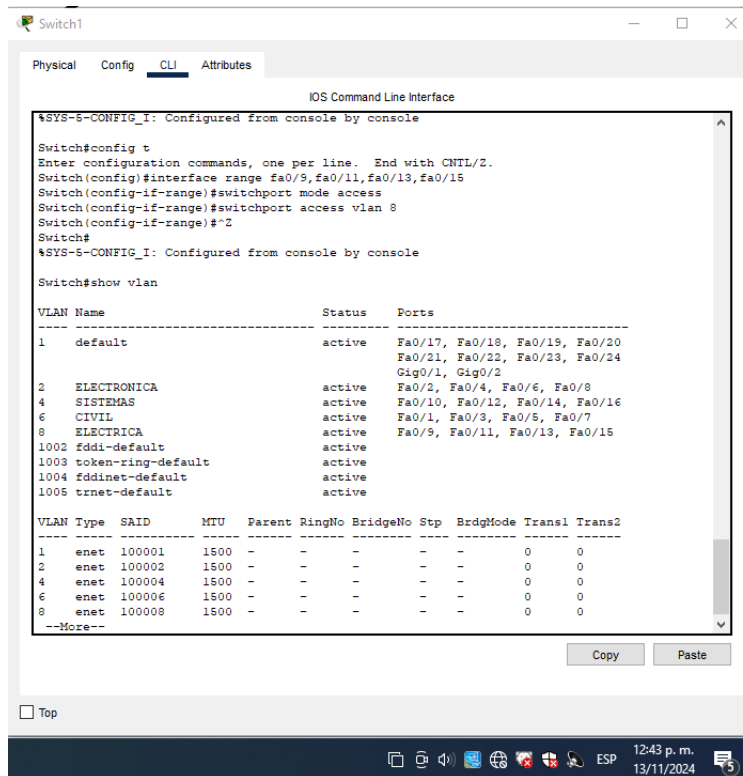 Switch1
Physical Config CLI Attributes
IOS Command Line Interface
%SYS-5-CONFIG_I: Configured from console by console
Switch#config t
Enter configuration commands, one per line. End with CNTL/Z.
Switch(config)#interface range fa0/9,fa0/11,fa0/13,fa0/15
Switch(config-if-range)#switchport mode access
Switch(config-if-range)#switchport access vlan 8
Switch(config-if-range)#^Z
Switch#
%SYS-5-CONFIG_I: Configured from console by console
Switch#show vlan
VLAN Name Status Ports
---- -------------------------------- --------- -------------------------------
1 default active Fa0/17, Fa0/18, Fa0/19, Fa0/20
Fa0/21, Fa0/22, Fa0/23, Fa0/24
Gig0/1, Gig0/2
2 ELECTRONICA active Fa0/2, Fa0/4, Fa0/6, Fa0/8
4 SISTEMAS active Fa0/10, Fa0/12, Fa0/14, Fa0/16
6 CIVIL active Fa0/1, Fa0/3, Fa0/5, Fa0/7
8 ELECTRICA active Fa0/9, Fa0/11, Fa0/13, Fa0/15
1002 fddi-default active
1003 token-ring-default active
1004 fddinet-default active
1005 trnet-default active
VLAN Type SAID MTU Parent RingNo BridgeNo Stp BrdgMode Trans1 Trans2
---- ----- ---------- ----- ------ ------ -------- ---- -------- ------ ------
1 enet 100001 1500 - - - - - 0 0
2 enet 100002 1500 - - - - - 0 0
4 enet 100004 1500 - - - - - 0 0
6 enet 100006 1500 - - - - - 0 0
8 enet 100008 1500 - - - - - 0 0
--More--
Copy Paste
Top
ESP 12:43 p. m.
13/11/2024
5